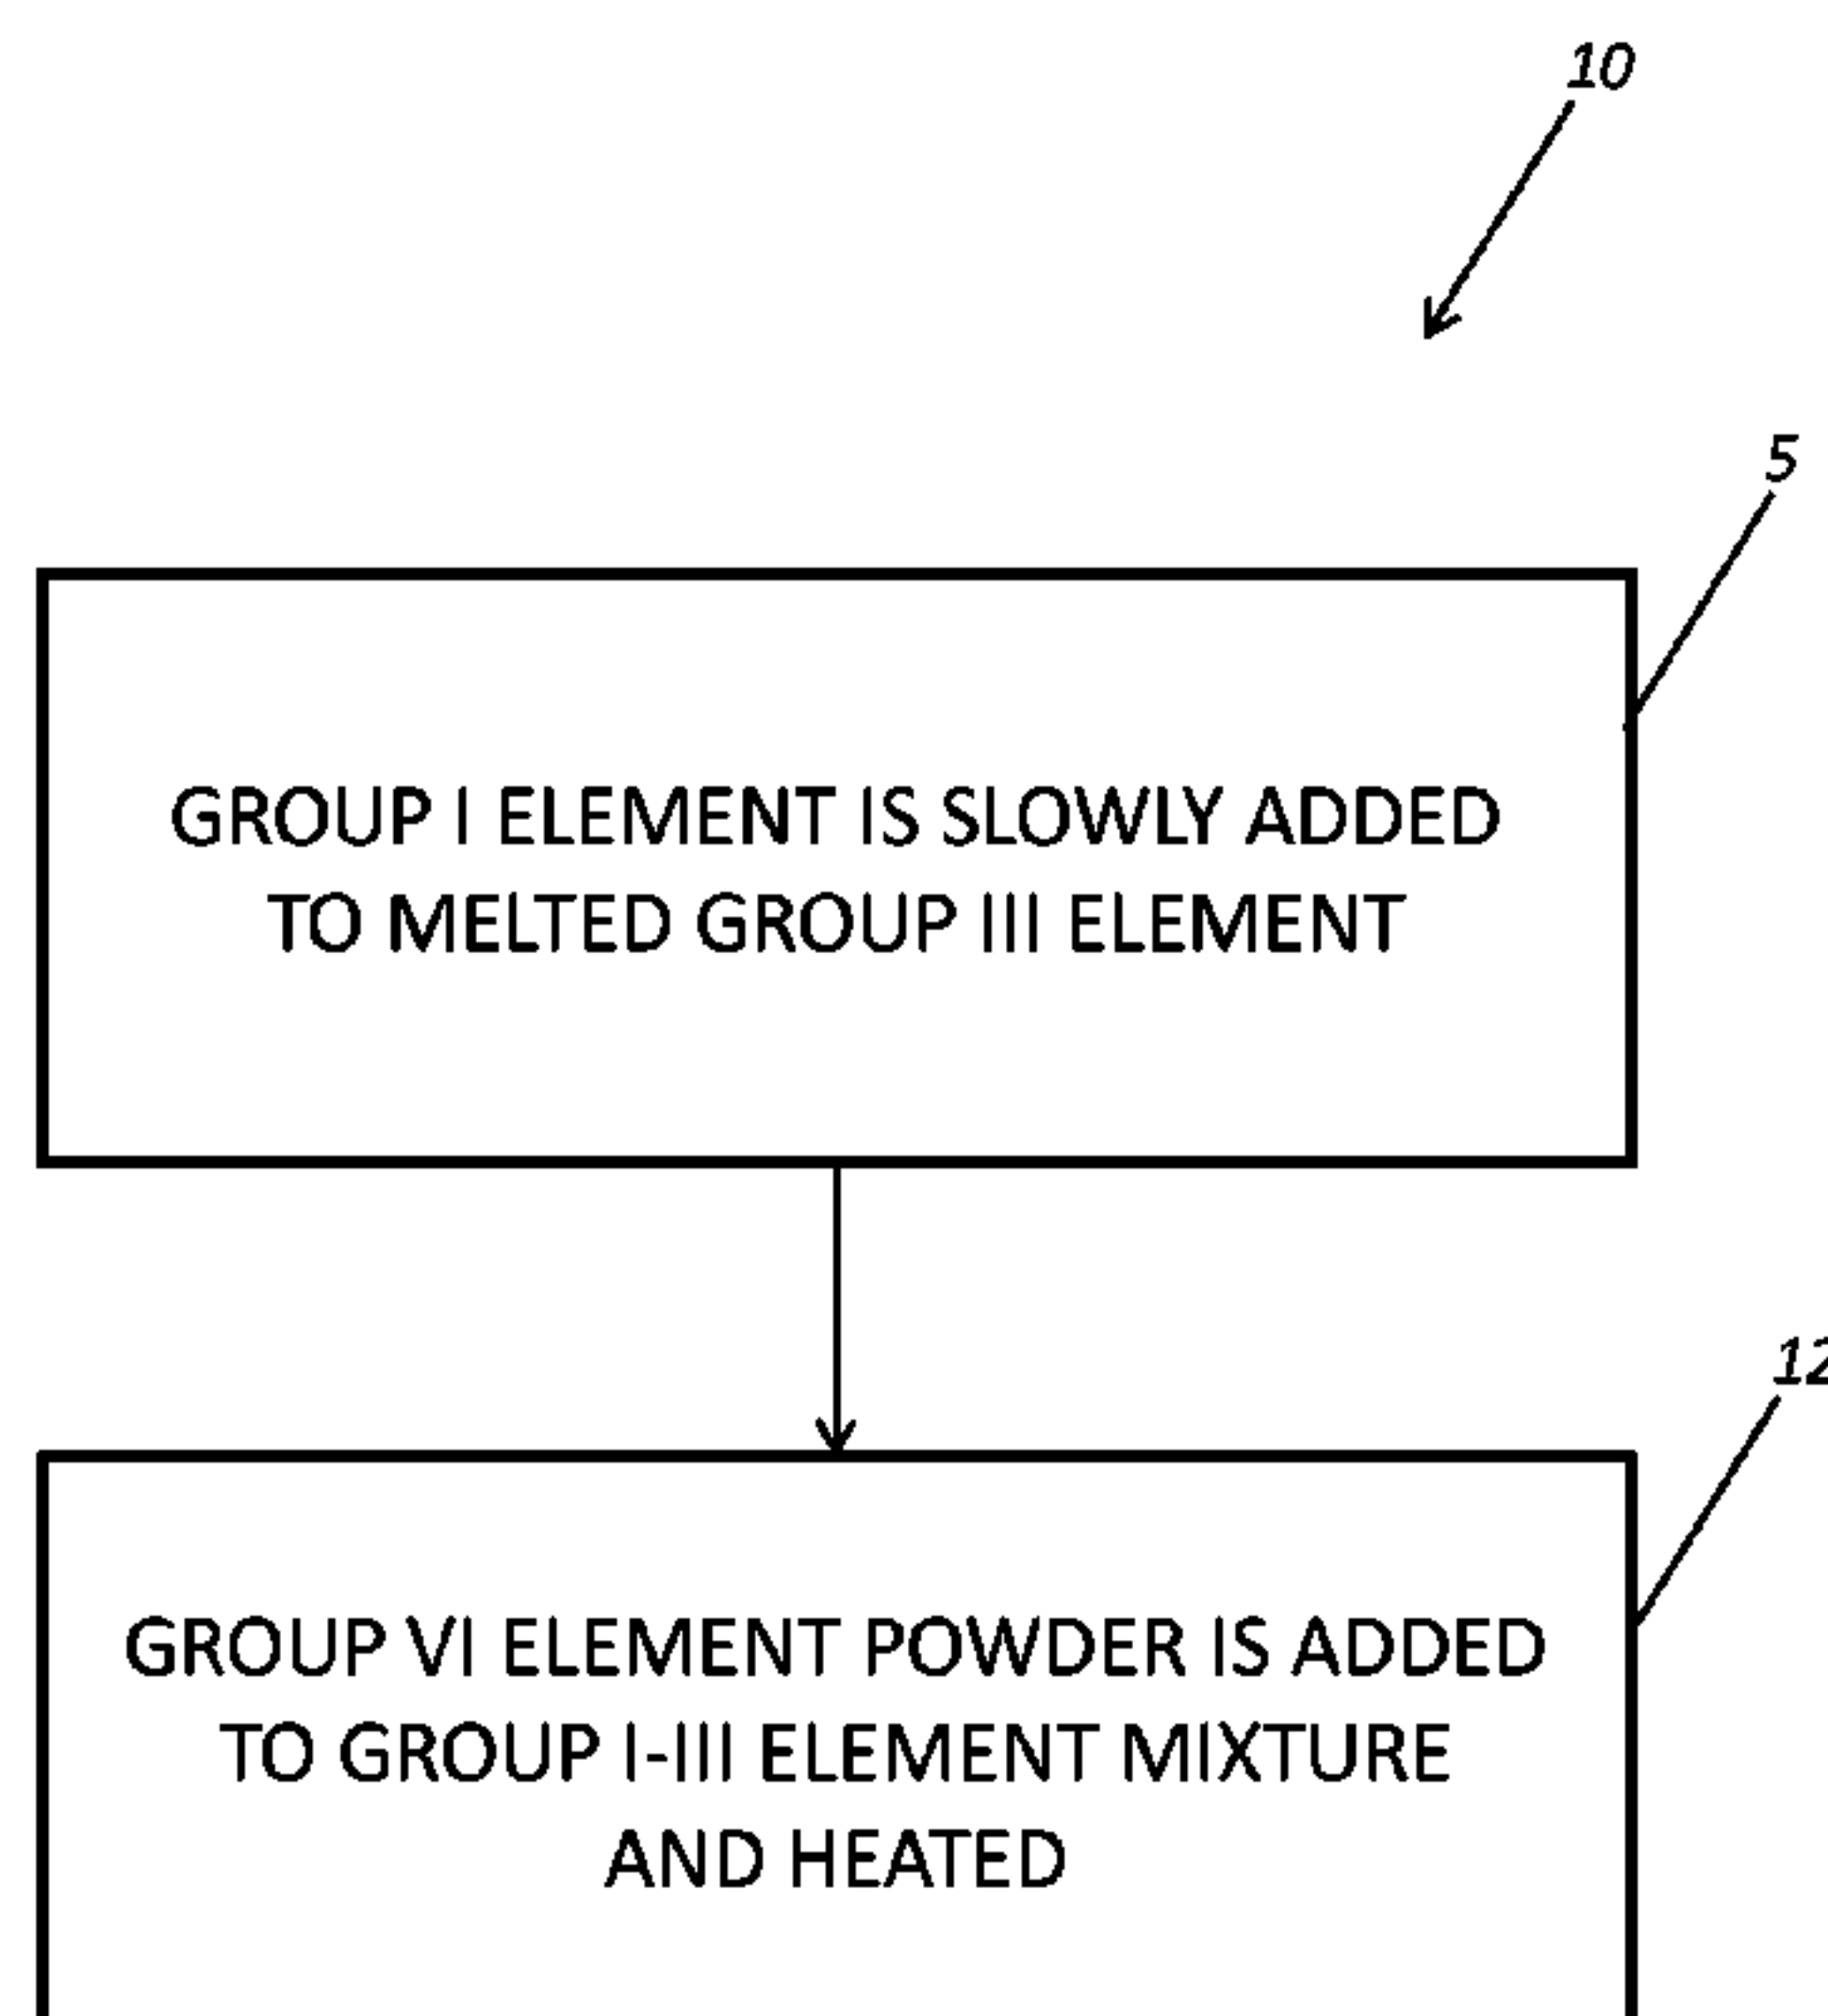 10
5
GROUP I ELEMENT IS SLOWLY ADDED
TO MELTED GROUP III ELEMENT
12
GROUP VI ELEMENT POWDER IS ADDED
TO GROUP I-III ELEMENT MIXTURE
AND HEATED